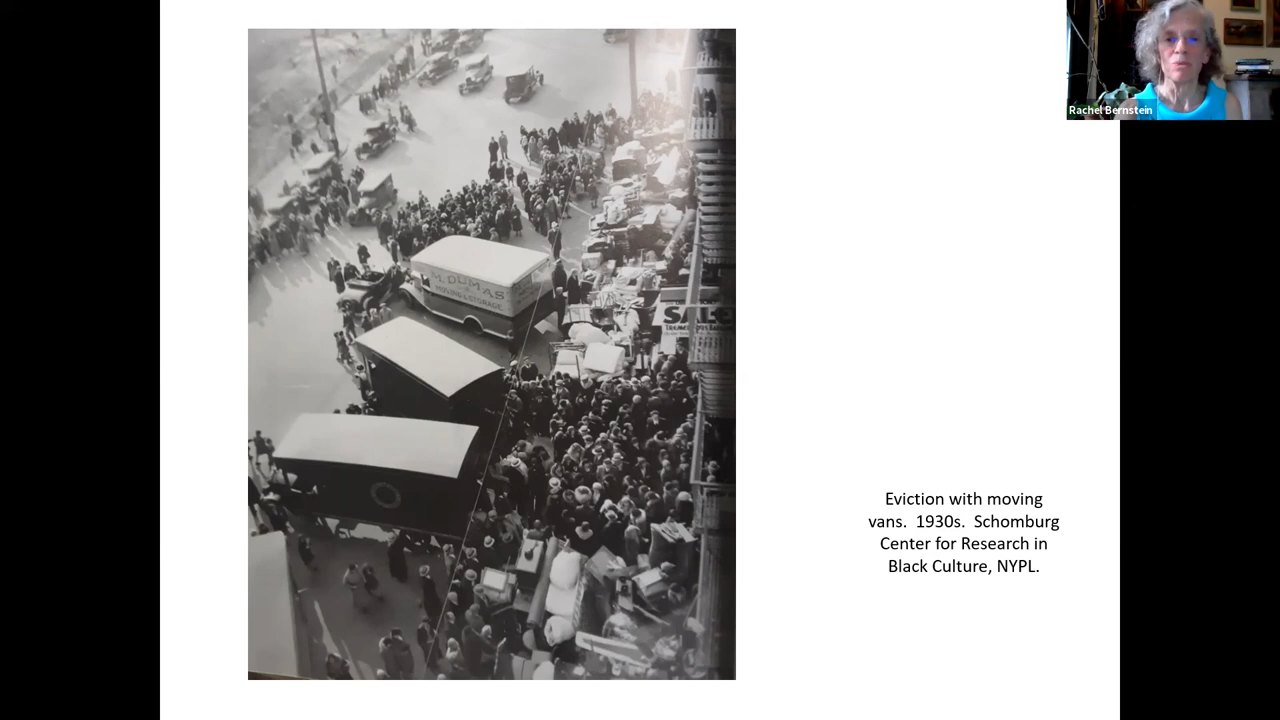 Rachel Bernstein
M. DUMAS
MOVING & STORAGE
SALE
Eviction with moving
vans. 1930s. Schomburg
Center for Research in
Black Culture, NYPL.